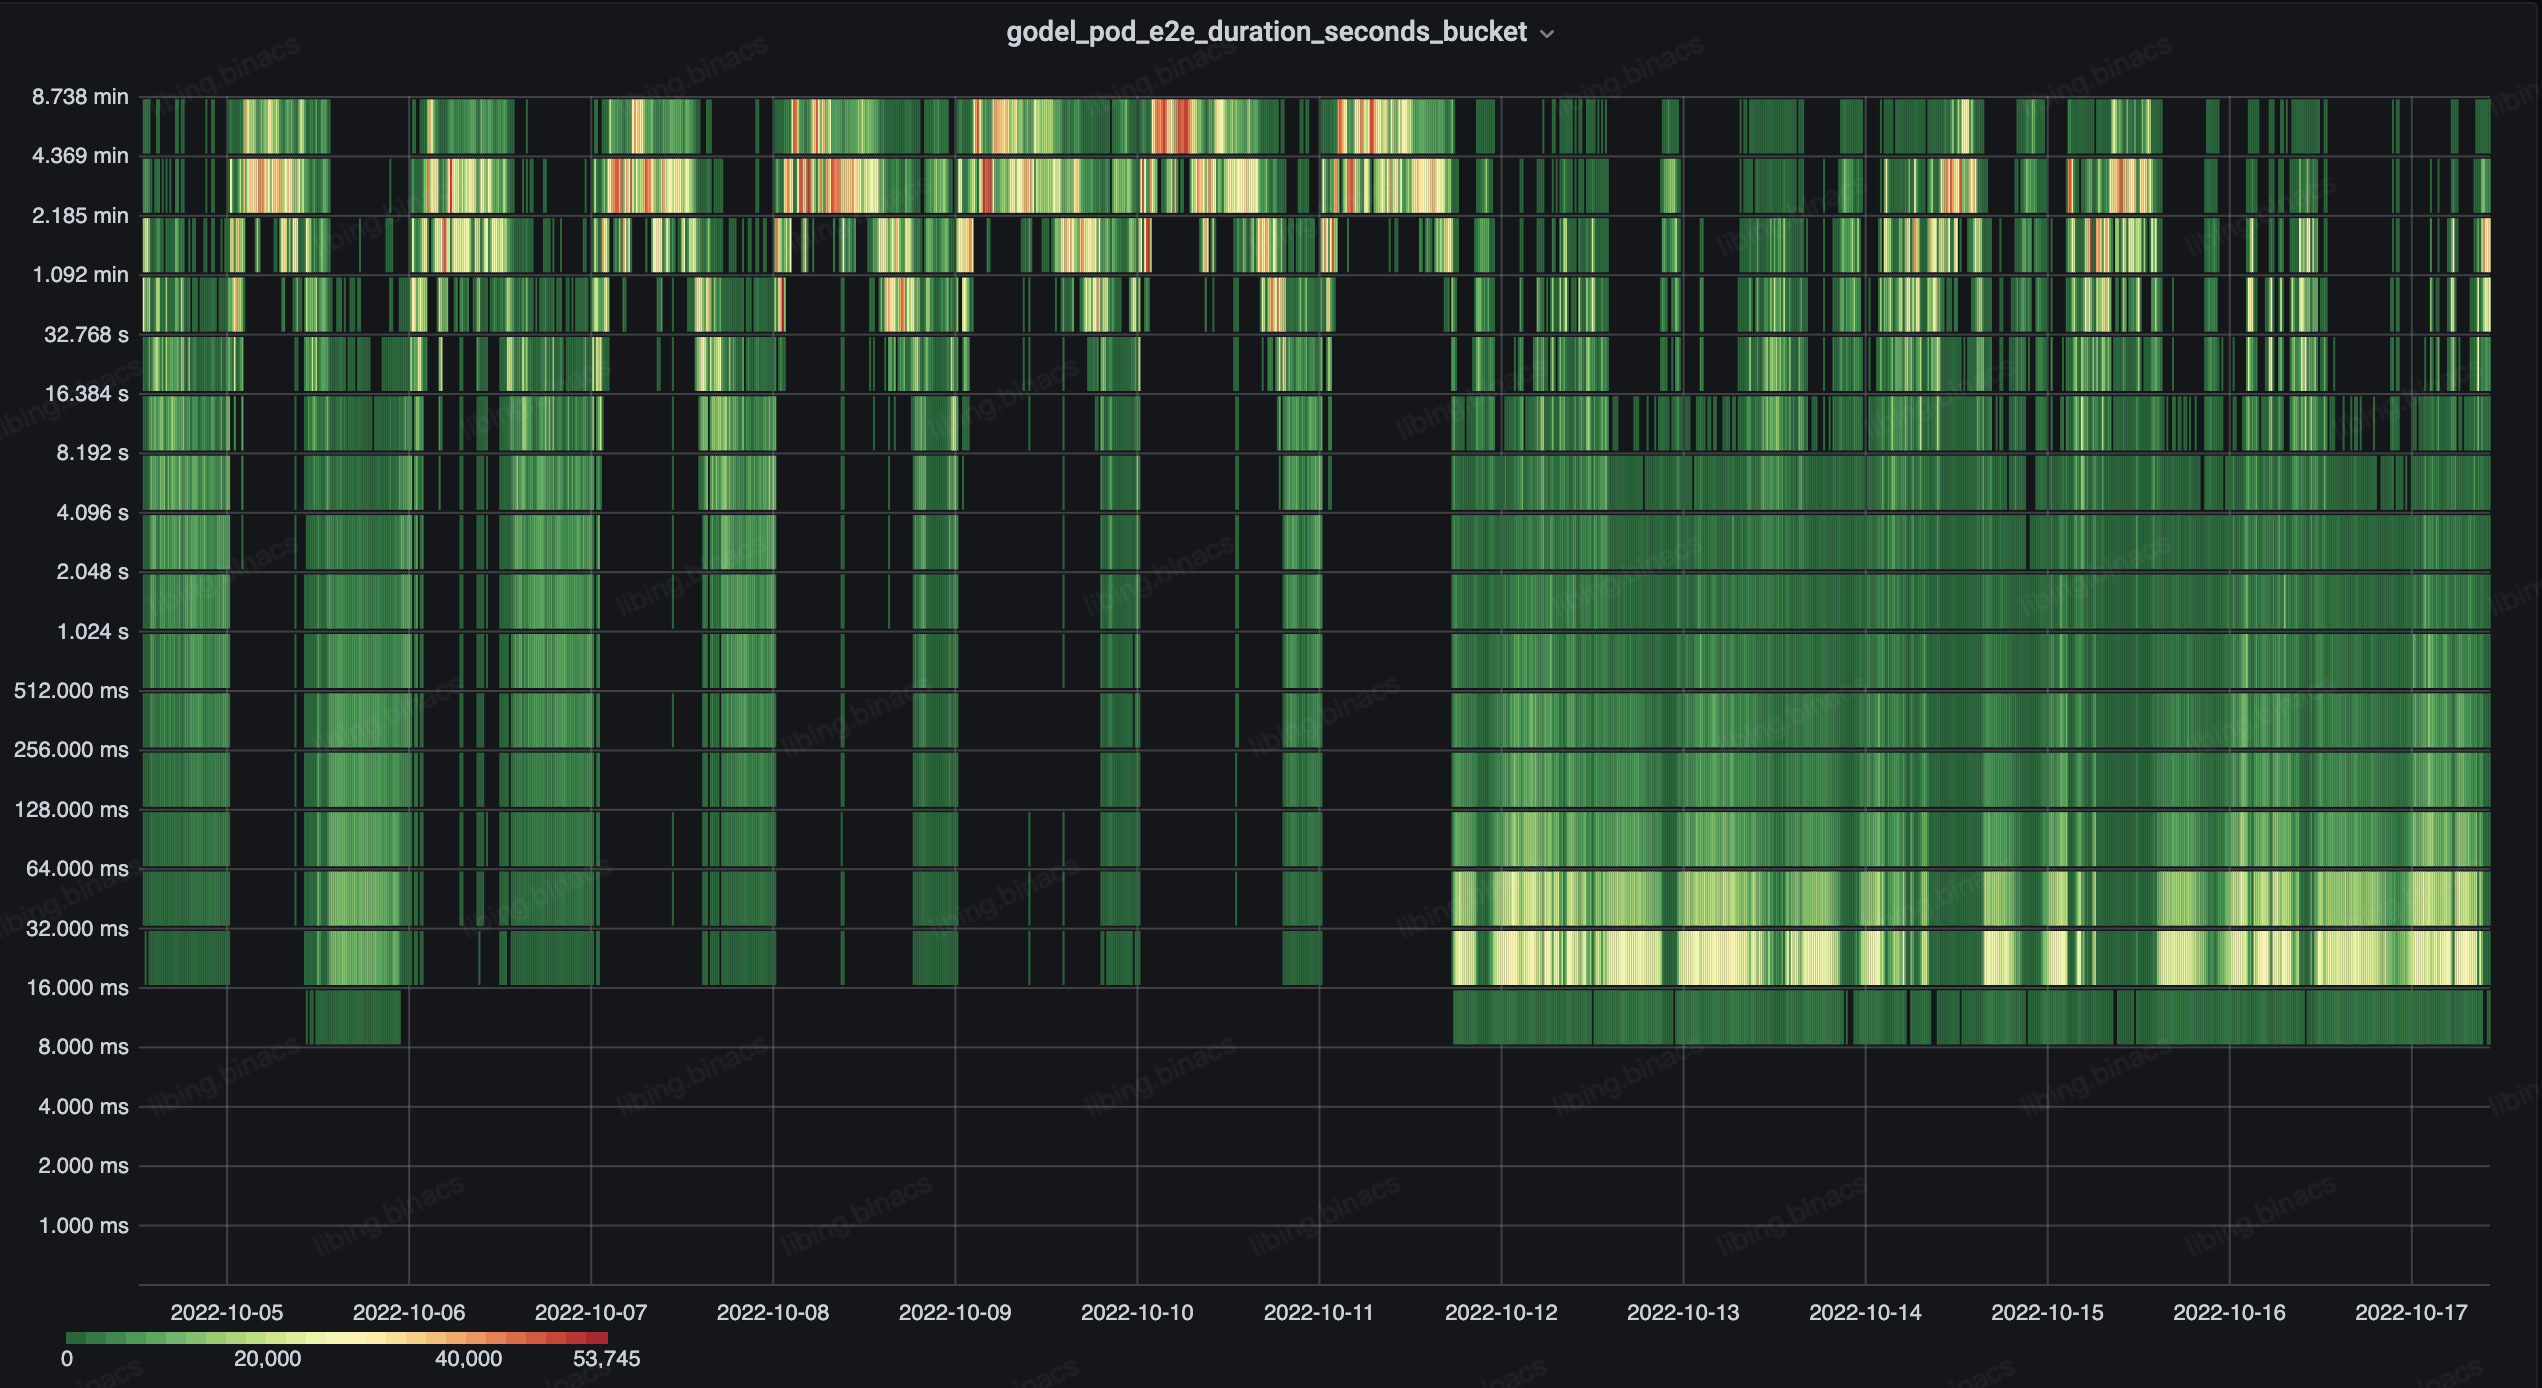 godel_pod_e2e_duration_seconds_bucket
8.738 min
4.369 min
2.185 min
1.092 min
32.768 s
16.384 s
8.192 s
4.096 s
2.048 s
1.024 s
512.000 ms
256.000 ms
128.000 ms
64.000 ms
32.000 ms
16.000 ms
8.000 ms
4.000 ms
2.000 ms
1.000 ms
2022-10-05 2022-10-06 2022-10-07 2022-10-08 2022-10-09 2022-10-10 2022-10-11 2022-10-12 2022-10-13 2022-10-14 2022-10-15 2022-10-16 2022-10-17
0 20,000 40,000 53,745
libing.binacs